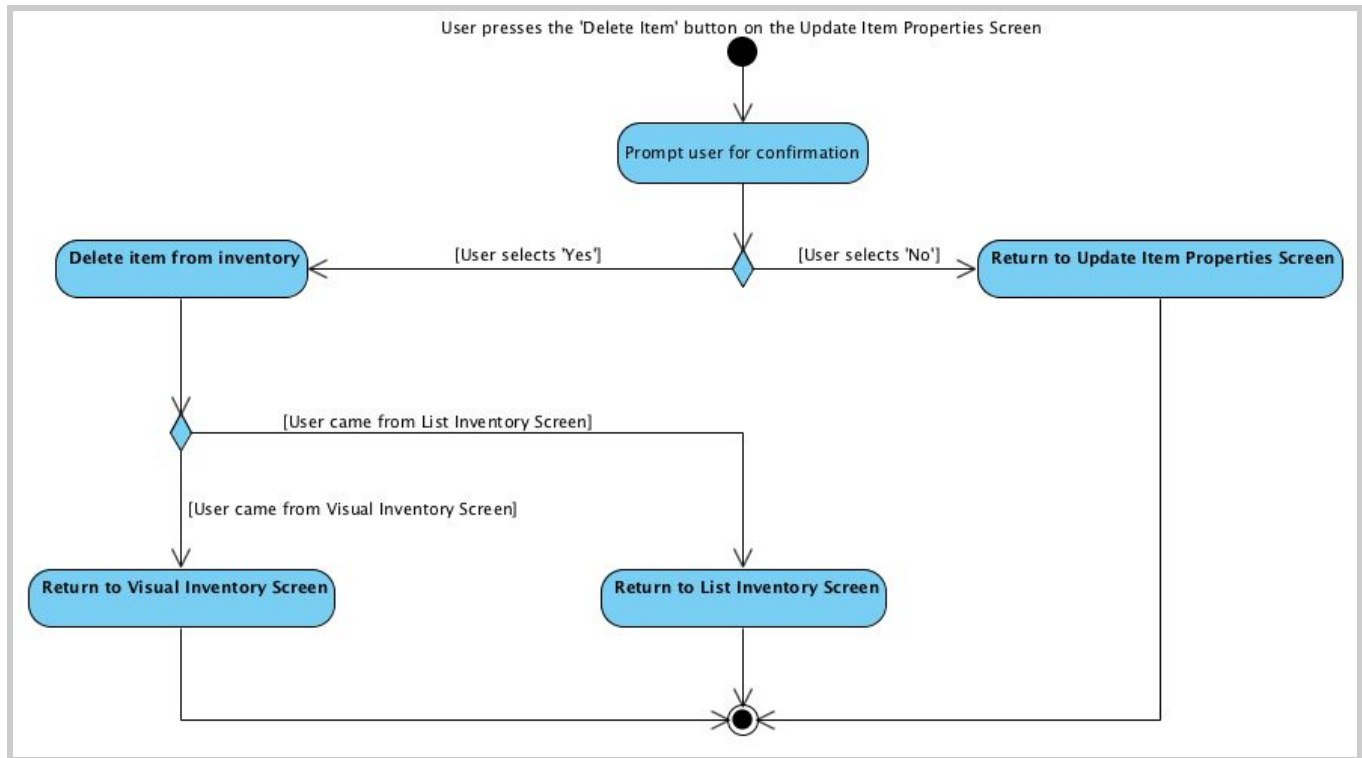 User presses the 'Delete Item' button on the Update Item Properties Screen
Prompt user for confirmation
Delete item from inventory
[User selects 'Yes']
[User selects 'No']
Return to Update Item Properties Screen
[User came from List Inventory Screen]
[User came from Visual Inventory Screen]
Return to Visual Inventory Screen
Return to List Inventory Screen